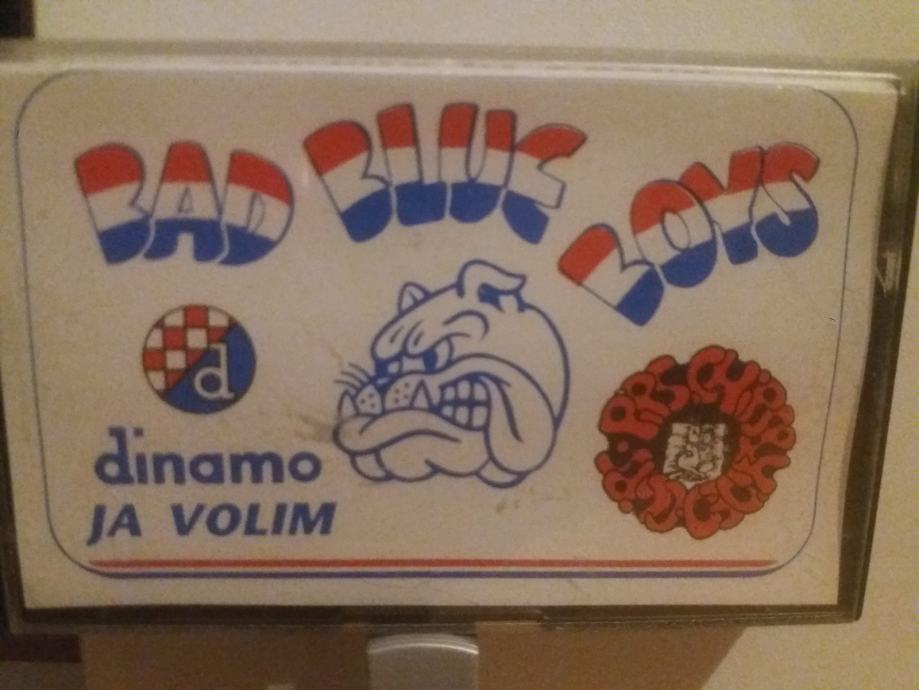 BAD BLUE BOYS
d
dinamo
JA VOLIM